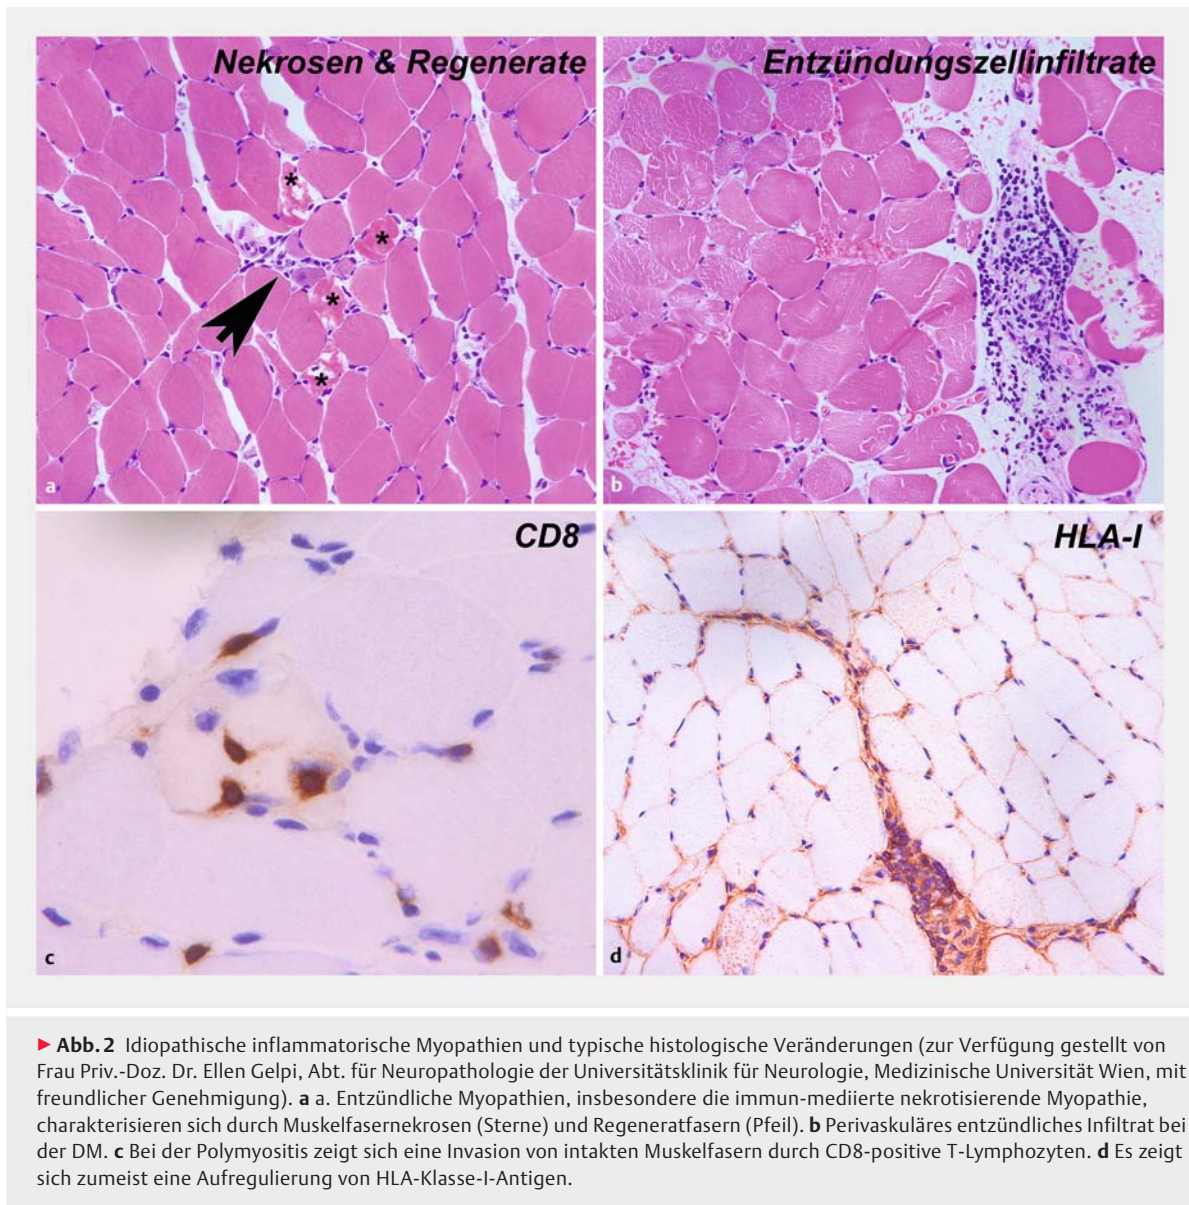 Nekrosen & Regenerate
Entzündungszellinfiltrate
*
*
*
*
a
b
CD8
HLA-I
c
d
▶ Abb. 2 Idiopathische inflammatorische Myopathien und typische histologische Veränderungen (zur Verfügung gestellt von
Frau Priv.-Doz. Dr. Ellen Gelpi, Abt. für Neuropathologie der Universitätsklinik für Neurologie, Medizinische Universität Wien, mit
freundlicher Genehmigung). a a. Entzündliche Myopathien, insbesondere die immun-mediierte nekrotisierende Myopathie,
charakterisieren sich durch Muskelfasernekrosen (Sterne) und Regeneratfasern (Pfeil). b Perivaskuläres entzündliches Infiltrat bei
der DM. c Bei der Polymyositis zeigt sich eine Invasion von intakten Muskelfasern durch CD8-positive T-Lymphozyten. d Es zeigt
sich zumeist eine Aufregulierung von HLA-Klasse-I-Antigen.